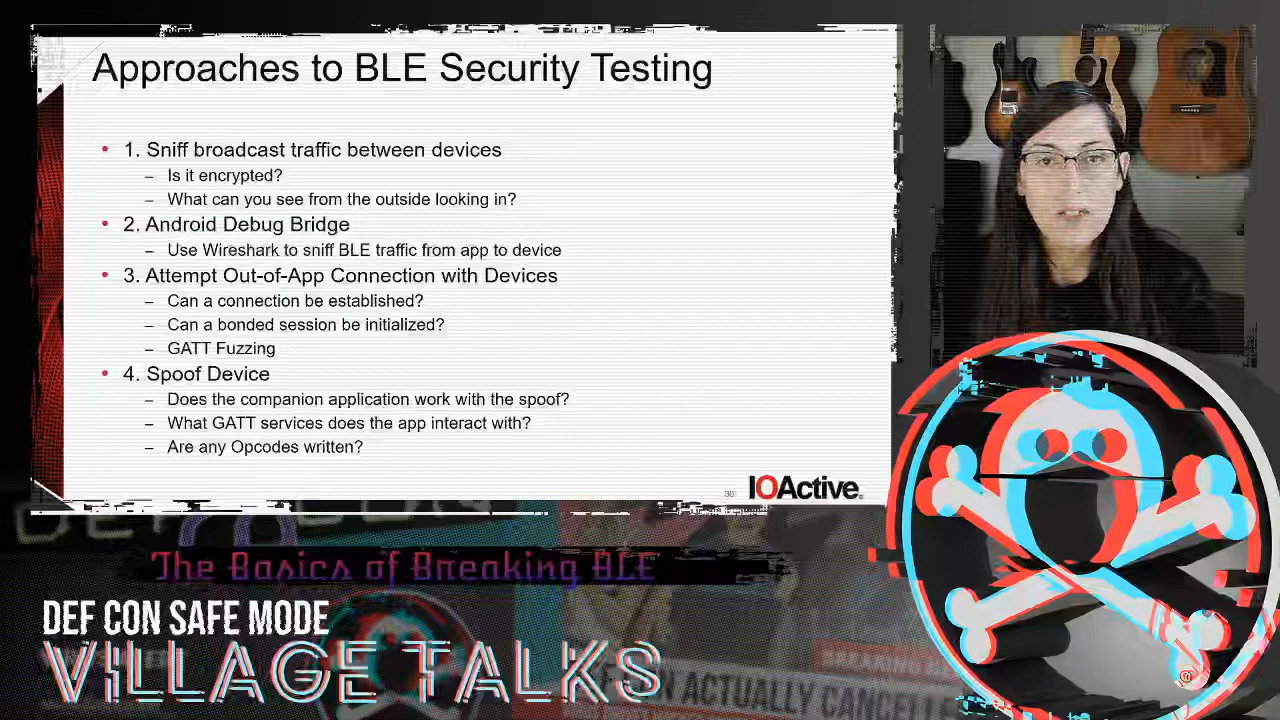 Approaches to BLE Security Testing
• 1. Sniff broadcast traffic between devices
– Is it encrypted?
– What can you see from the outside looking in?
• 2. Android Debug Bridge
– Use Wireshark to sniff BLE traffic from app to device
• 3. Attempt Out-of-App Connection with Devices
– Can a connection be established?
– Can a bonded session be initialized?
– GATT Fuzzing
• 4. Spoof Device
– Does the companion application work with the spoof?
– What GATT services does the app interact with?
– Are any Opcodes written?
30
IOActive
The Basics of Breaking BLE
DEF CON SAFE MODE
VILLAGE TALKS
BREAKING
ACTUALLY CANCELLED